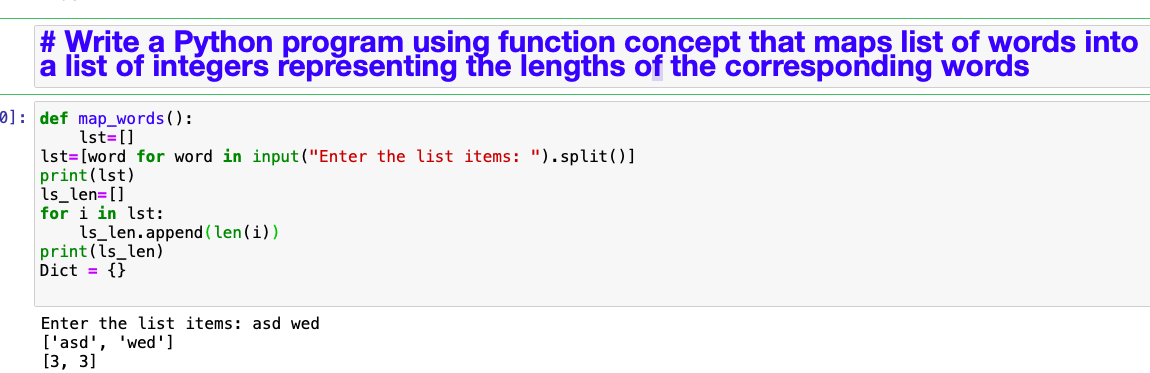 # Write a Python program using function concept that maps list of words into
a list of integers representing the lengths of the corresponding words
0]:
def map_words():
    lst=[]
lst=[word for word in input("Enter the list items: ").split()]
print(lst)
ls_len=[]
for i in lst:
    ls_len.append(len(i))
print(ls_len)
Dict = {}
Enter the list items: asd wed
['asd', 'wed']
[3, 3]